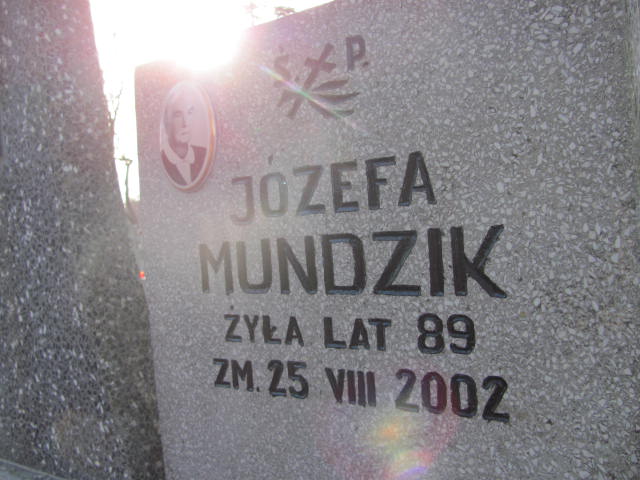 Ś. P.
JÓZEFA
MUNDZIK
ŻYŁA LAT 89
ZM. 25 VIII 2002